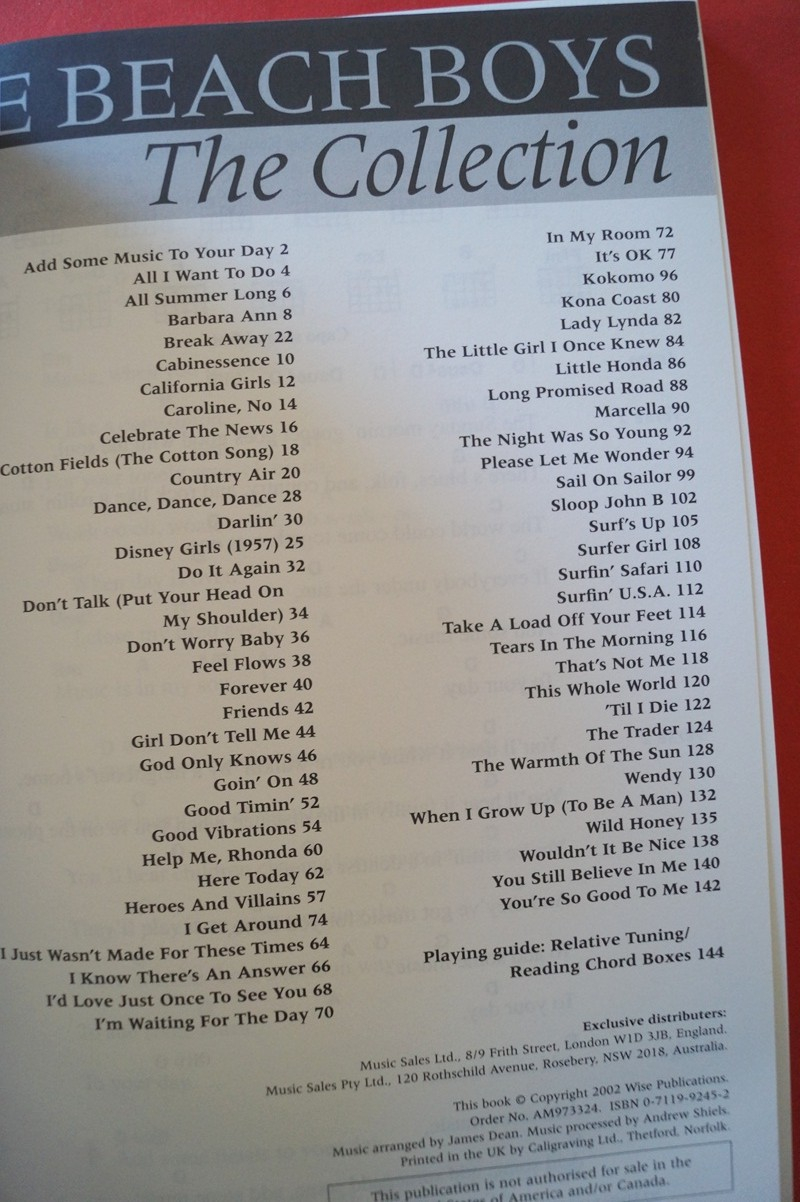 E BEACH BOYS
The Collection
Add Some Music To Your Day 2
All I Want To Do 4
All Summer Long 6
Barbara Ann 8
Break Away 22
Cabinessence 10
California Girls 12
Caroline, No 14
Celebrate The News 16
Cotton Fields (The Cotton Song) 18
Country Air 20
Dance, Dance, Dance 28
Darlin' 30
Disney Girls (1957) 25
Do It Again 32
Don't Talk (Put Your Head On
My Shoulder) 34
Don't Worry Baby 36
Feel Flows 38
Forever 40
Friends 42
Girl Don't Tell Me 44
God Only Knows 46
Goin' On 48
Good Timin' 52
Good Vibrations 54
Help Me, Rhonda 60
Here Today 62
Heroes And Villains 57
I Get Around 74
I Just Wasn't Made For These Times 64
I Know There's An Answer 66
I'd Love Just Once To See You 68
I'm Waiting For The Day 70
In My Room 72
It's OK 77
Kokomo 96
Kona Coast 80
Lady Lynda 82
The Little Girl I Once Knew 84
Little Honda 86
Long Promised Road 88
Marcella 90
The Night Was So Young 92
Please Let Me Wonder 94
Sail On Sailor 99
Sloop John B 102
Surf's Up 105
Surfer Girl 108
Surfin' Safari 110
Surfin' U.S.A. 112
Take A Load Off Your Feet 114
Tears In The Morning 116
That's Not Me 118
This Whole World 120
'Til I Die 122
The Trader 124
The Warmth Of The Sun 128
Wendy 130
When I Grow Up (To Be A Man) 132
Wild Honey 135
Wouldn't It Be Nice 138
You Still Believe In Me 140
You're So Good To Me 142
Playing guide: Relative Tuning/
Reading Chord Boxes 144
Exclusive distributers:
Music Sales Ltd., 8/9 Frith Street, London W1D 3JB, England.
Music Sales Pty Ltd., 120 Rothschild Avenue, Rosebery, NSW 2018, Australia.
This book © Copyright 2002 Wise Publications.
Order No. AM973324. ISBN 0-7119-9245-2
Music arranged by James Dean. Music processed by Andrew Shiels.
Printed in the UK by Caligraving Ltd., Thetford, Norfolk.
This publication is not authorised for sale in the
of America and/or Canada.